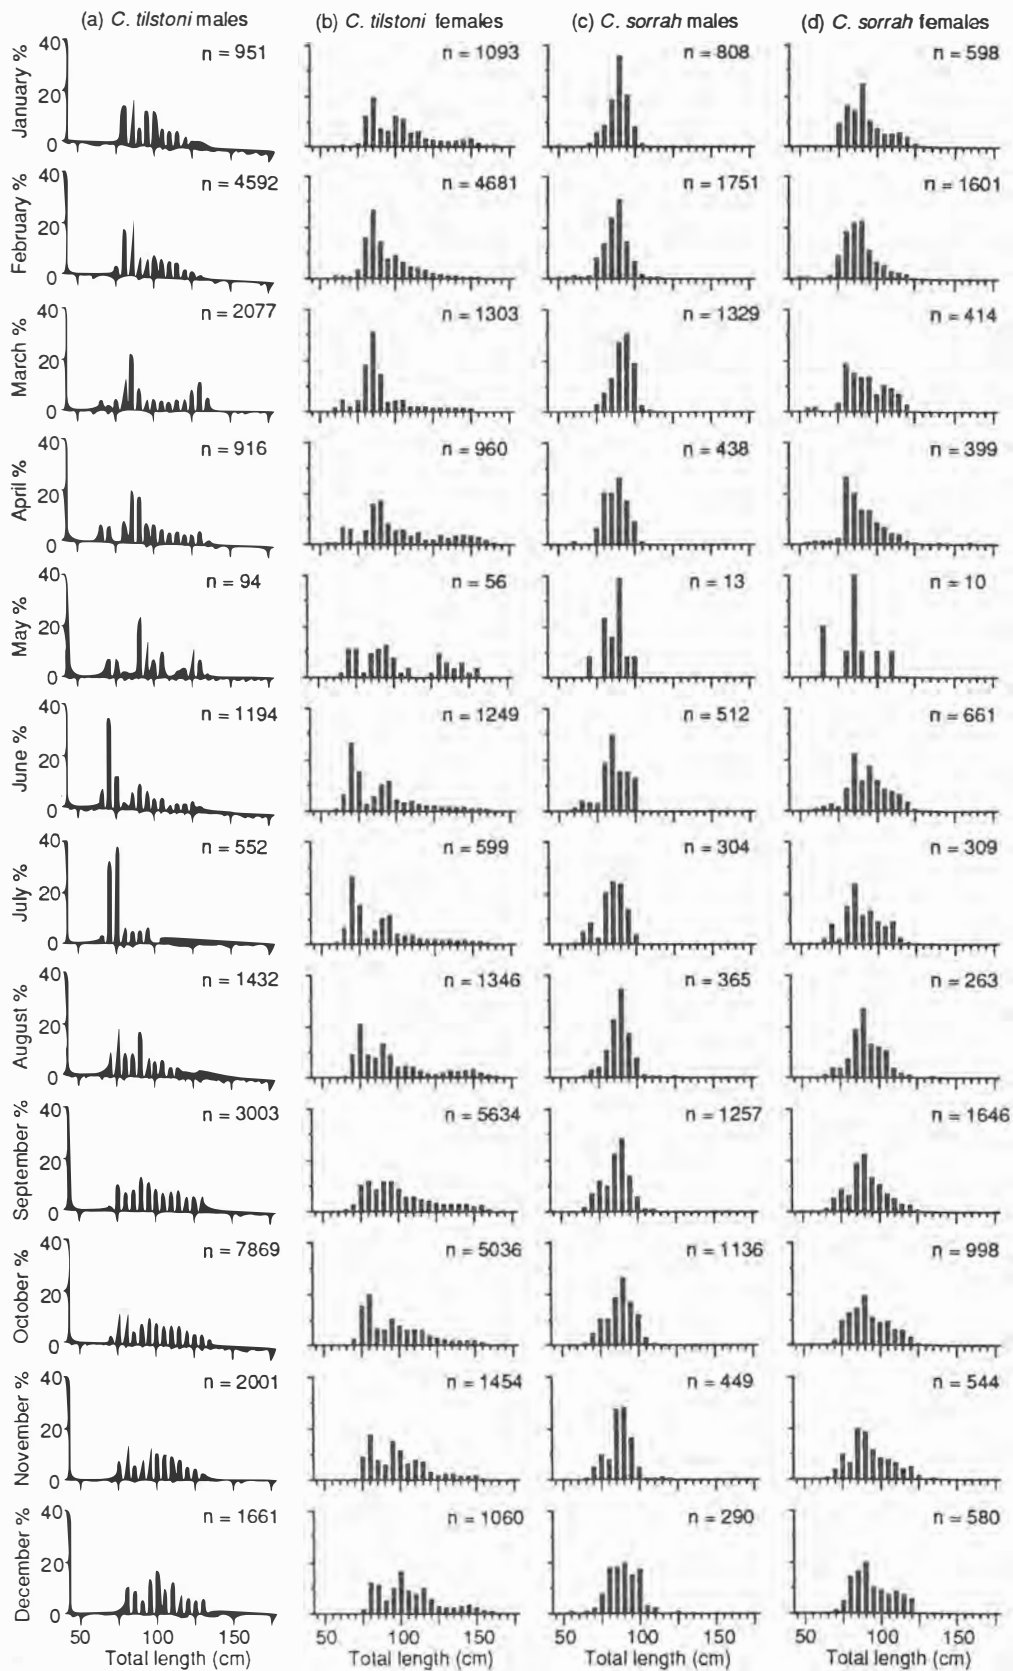 (a) C. tilstoni males (b) C. tilstoni females (c) C. sorrah males (d) C. sorrah females
January % 40 20 0 n = 951 n = 1093 n = 808 n = 598
February % 40 20 0 n = 4592 n = 4681 n = 1751 n = 1601
March % 40 20 0 n = 2077 n = 1303 n = 1329 n = 414
April % 40 20 0 n = 916 n = 960 n = 438 n = 399
May % 40 20 0 n = 94 n = 56 n = 13 n = 10
June % 40 20 0 n = 1194 n = 1249 n = 512 n = 661
July % 40 20 0 n = 552 n = 599 n = 304 n = 309
August % 40 20 0 n = 1432 n = 1346 n = 365 n = 263
September % 40 20 0 n = 3003 n = 5634 n = 1257 n = 1646
October % 40 20 0 n = 7869 n = 5036 n = 1136 n = 998
November % 40 20 0 n = 2001 n = 1454 n = 449 n = 544
December % 40 20 0 n = 1661 n = 1060 n = 290 n = 580
50 100 150 50 100 150 50 100 150 50 100 150
Total length (cm) Total length (cm) Total length (cm) Total length (cm)